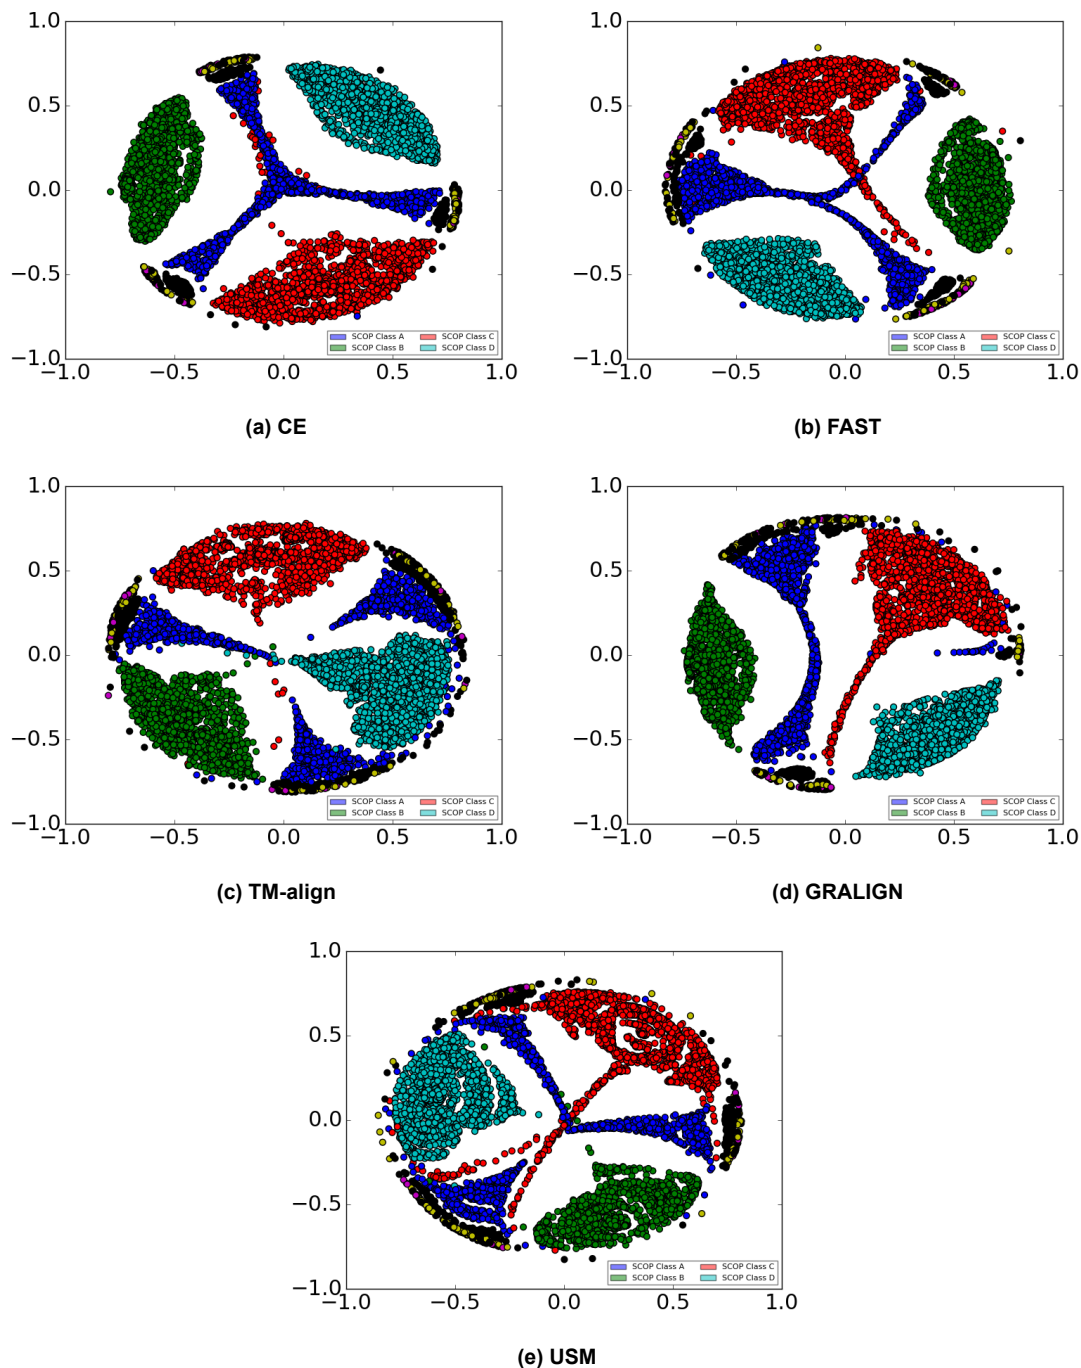 1.0 1.0
0.5 0.5
0.0 0.0
−0.5 −0.5
SCOP Class A SCOP Class C SCOP Class A SCOP Class C
SCOP Class B SCOP Class D SCOP Class B SCOP Class D
−1.0 −1.0
−1.0 −0.5 0.0 0.5 1.0 −1.0 −0.5 0.0 0.5 1.0
(a) CE (b) FAST
1.0 1.0
0.5 0.5
0.0 0.0
−0.5 −0.5
SCOP Class A SCOP Class C SCOP Class A SCOP Class C
SCOP Class B SCOP Class D SCOP Class B SCOP Class D
−1.0 −1.0
−1.0 −0.5 0.0 0.5 1.0 −1.0 −0.5 0.0 0.5 1.0
(c) TM-align (d) GRALIGN
1.0
0.5
0.0
−0.5
SCOP Class A SCOP Class C
SCOP Class B SCOP Class D
−1.0
−1.0 −0.5 0.0 0.5 1.0
(e) USM